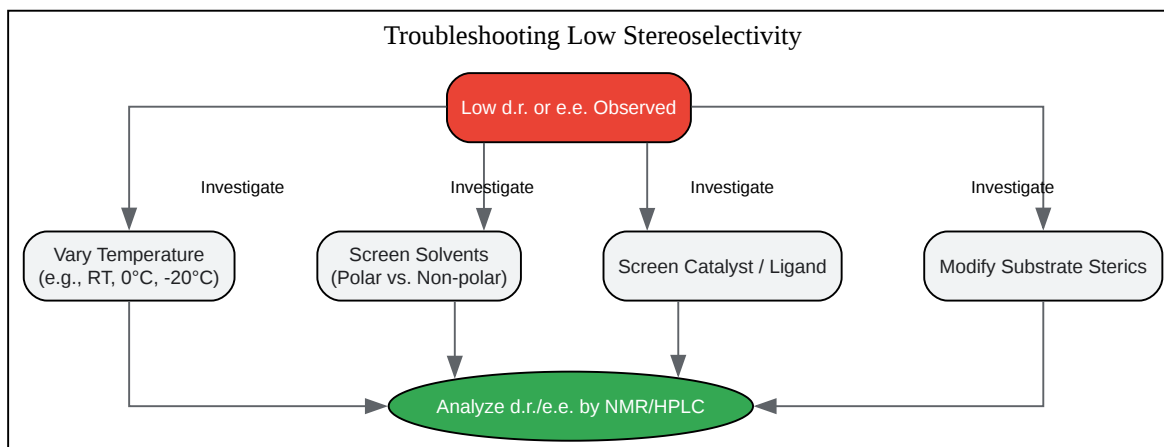 Troubleshooting Low Stereoselectivity
Low d.r. or e.e. Observed
Investigate
Investigate
Investigate
Investigate
Vary Temperature
(e.g., RT, 0°C, -20°C)
Screen Solvents
(Polar vs. Non-polar)
Screen Catalyst / Ligand
Modify Substrate Sterics
Analyze d.r./e.e. by NMR/HPLC